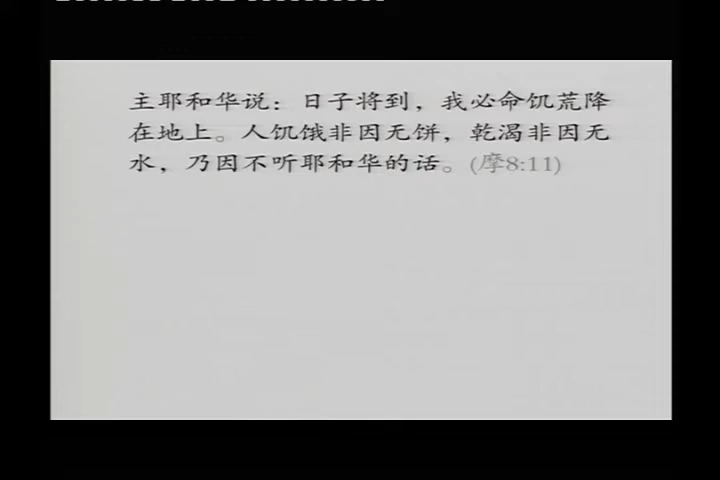 主耶和华说：日子将到，我必命饥荒降
在地上。人饥饿非因无饼，乾渴非因无
水，乃因不听耶和华的话。(摩8:11)